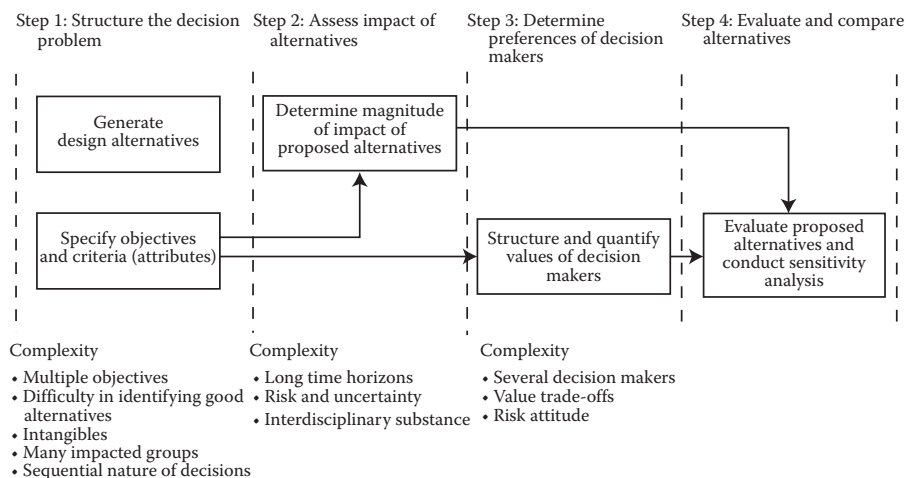 Step 1: Structure the decision
problem
Step 2: Assess impact of
alternatives
Step 3: Determine
preferences of decision
makers
Step 4: Evaluate and compare
alternatives
Generate
design alternatives
Determine magnitude
of impact of
proposed alternatives
Specify objectives
and criteria (attributes)
Structure and quantify
values of decision
makers
Evaluate proposed
alternatives and
conduct sensitivity
analysis
Complexity
• Multiple objectives
• Difficulty in identifying good
alternatives
• Intangibles
• Many impacted groups
• Sequential nature of decisions
Complexity
• Long time horizons
• Risk and uncertainty
• Interdisciplinary substance
Complexity
• Several decision makers
• Value trade-offs
• Risk attitude